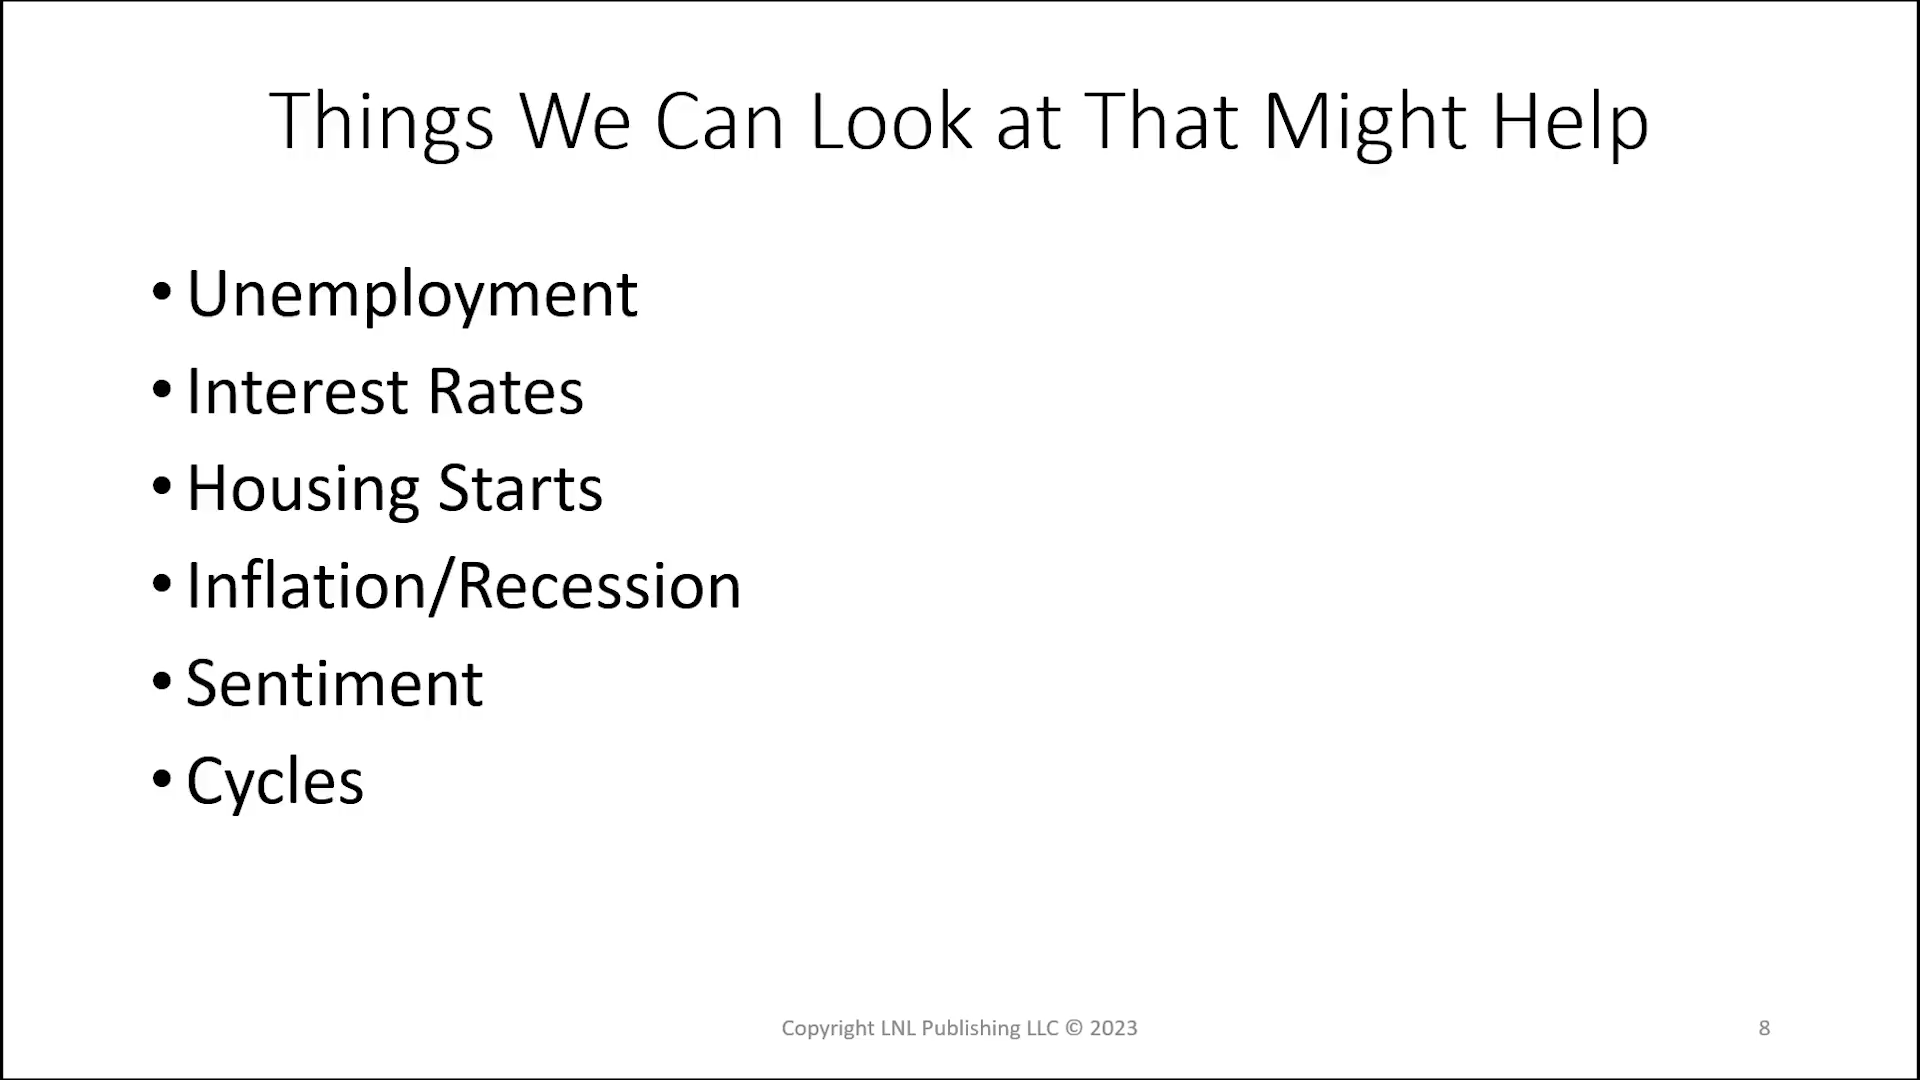 Things We Can Look at That Might Help
• Unemployment
• Interest Rates
• Housing Starts
• Inflation/Recession
• Sentiment
• Cycles
Copyright LNL Publishing LLC © 2023
8